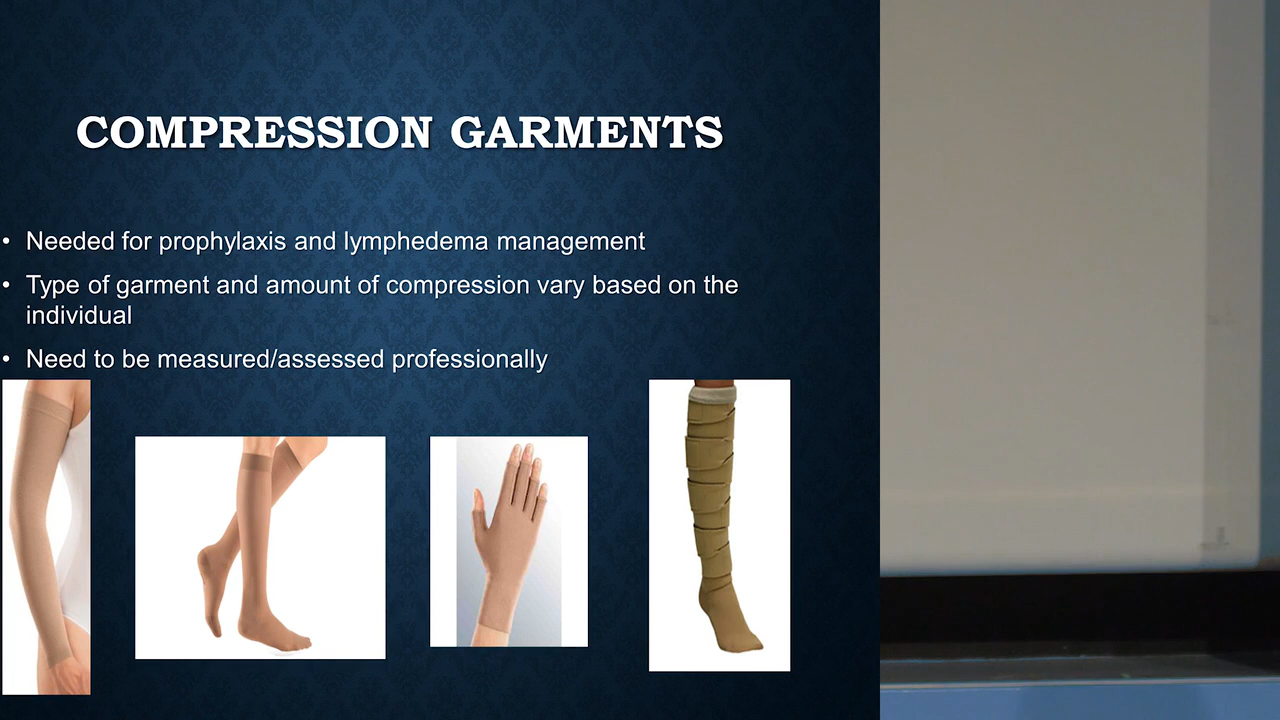 COMPRESSION GARMENTS
• Needed for prophylaxis and lymphedema management
• Type of garment and amount of compression vary based on the
individual
• Need to be measured/assessed professionally